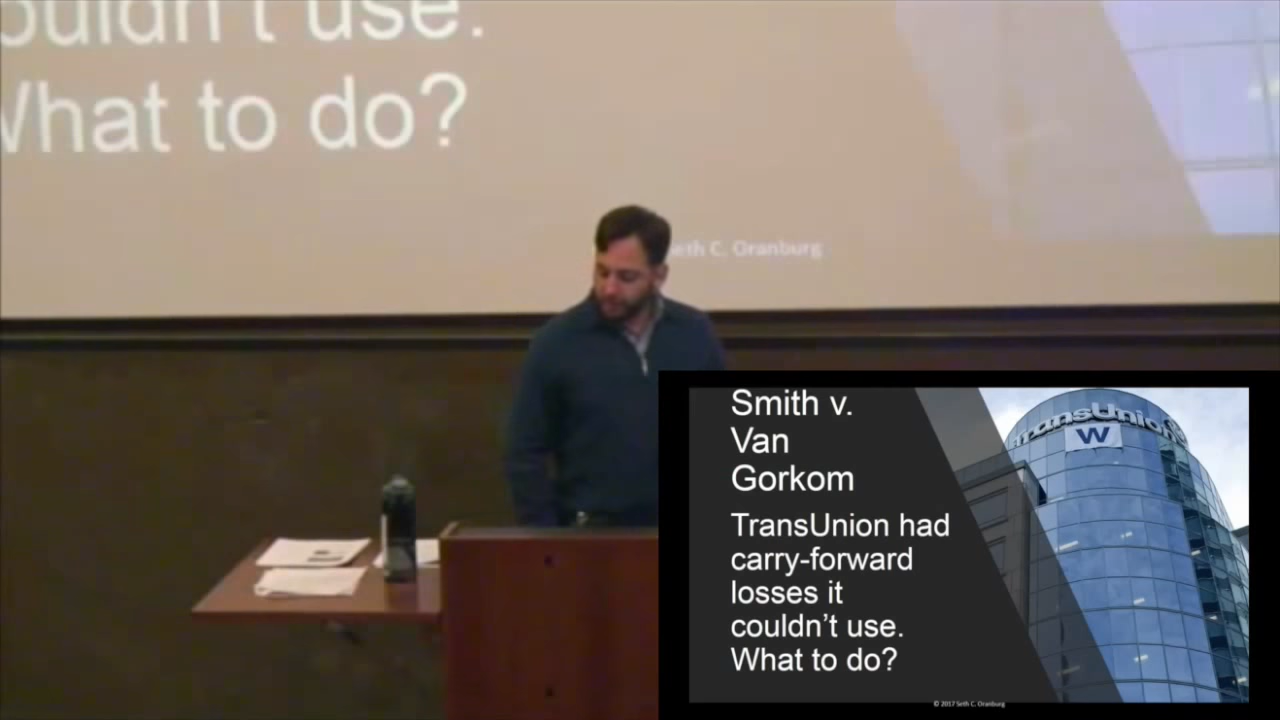 couldn't use.
What to do?
Seth C. Oranburg
Smith v.
Van
Gorkom
TransUnion had
carry-forward
losses it
couldn't use.
What to do?
TransUnion
W
© 2017 Seth C. Oranburg